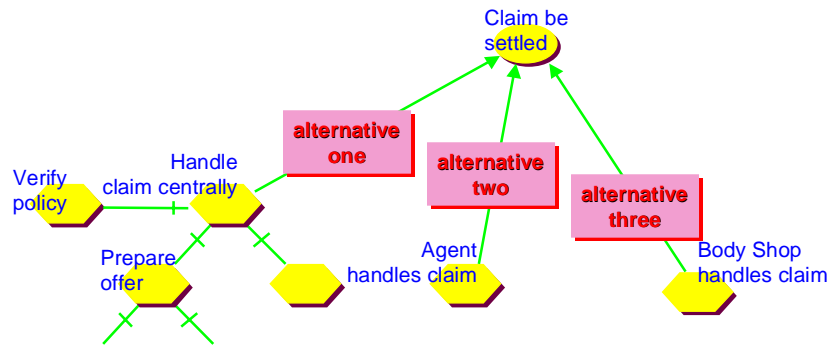 Claim be
settled
alternative
one
Handle
claim centrally
Verify
policy
alternative
two
alternative
three
Prepare
offer
Agent
handles claim
Body Shop
handles claim